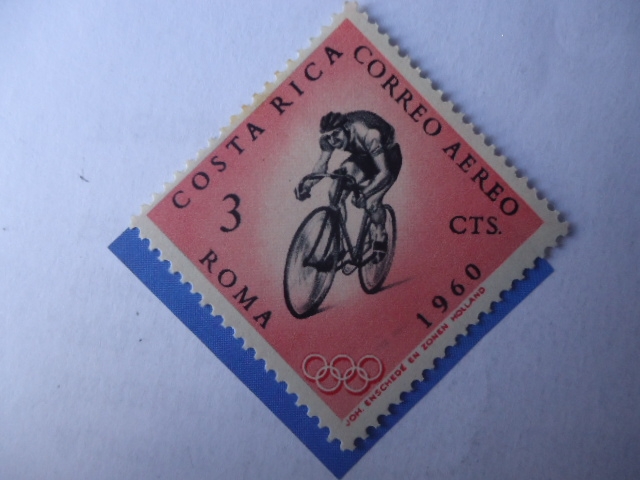 COSTA RICA
CORREO AEREO
3
CTS.
ROMA
1960
JOH. ENSCHEDÉ EN ZONEN HOLLAND